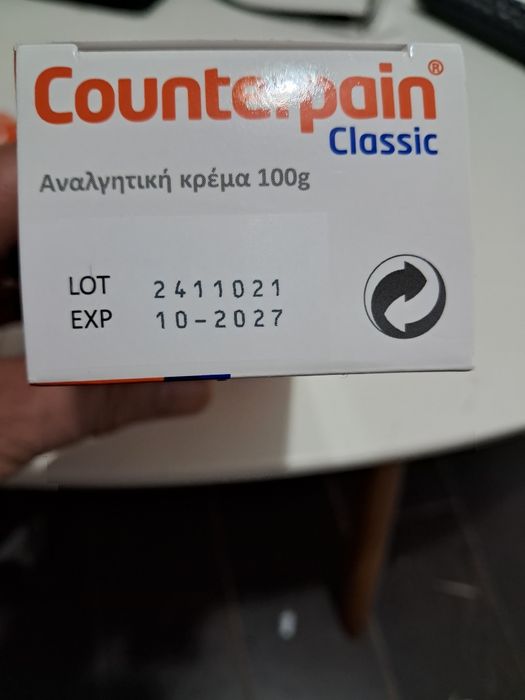 Counterpain®
Classic
Αναλγητική κρέμα 100g
LOT 2411021
EXP 10-2027